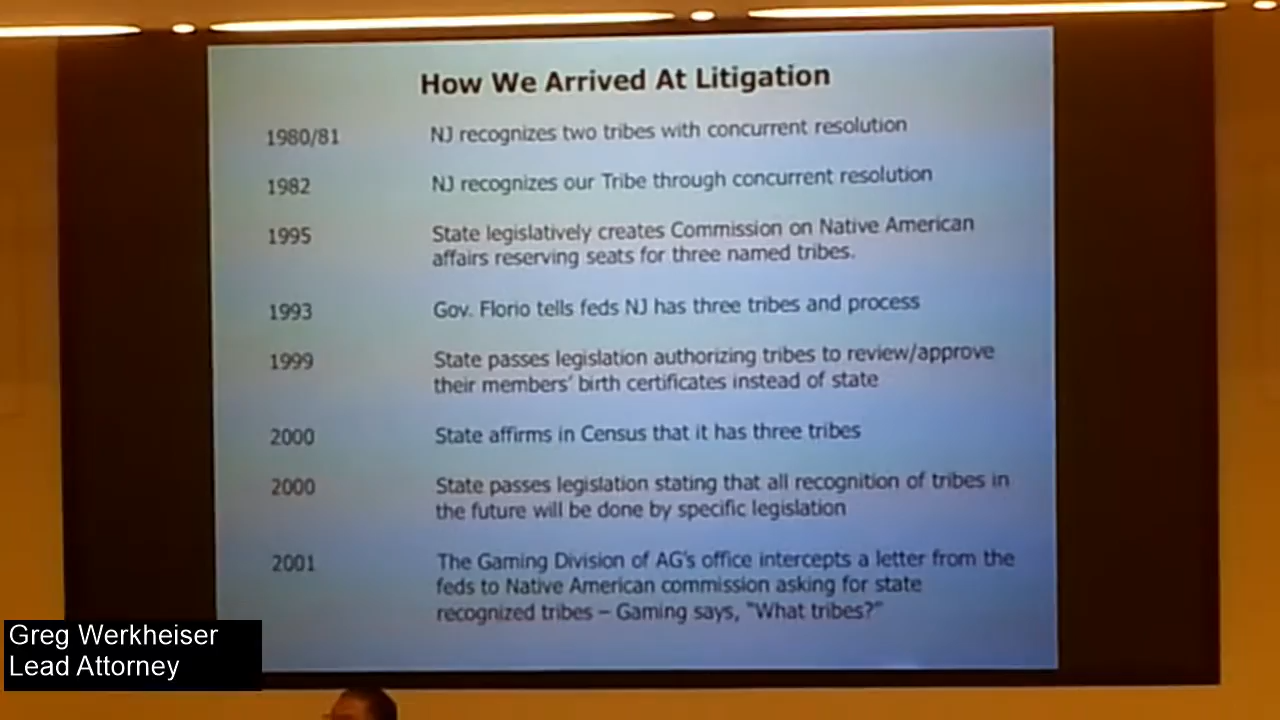 How We Arrived At Litigation
1980/81 NJ recognizes two tribes with concurrent resolution
1982 NJ recognizes our Tribe through concurrent resolution
1995 State legislatively creates Commission on Native American
affairs reserving seats for three named tribes.
1993 Gov. Florio tells feds NJ has three tribes and process
1999 State passes legislation authorizing tribes to review/approve
their members' birth certificates instead of state
2000 State affirms in Census that it has three tribes
2000 State passes legislation stating that all recognition of tribes in
the future will be done by specific legislation
2001 The Gaming Division of AG's office intercepts a letter from the
feds to Native American commission asking for state
recognized tribes – Gaming says, "What tribes?"
Greg Werkheiser
Lead Attorney